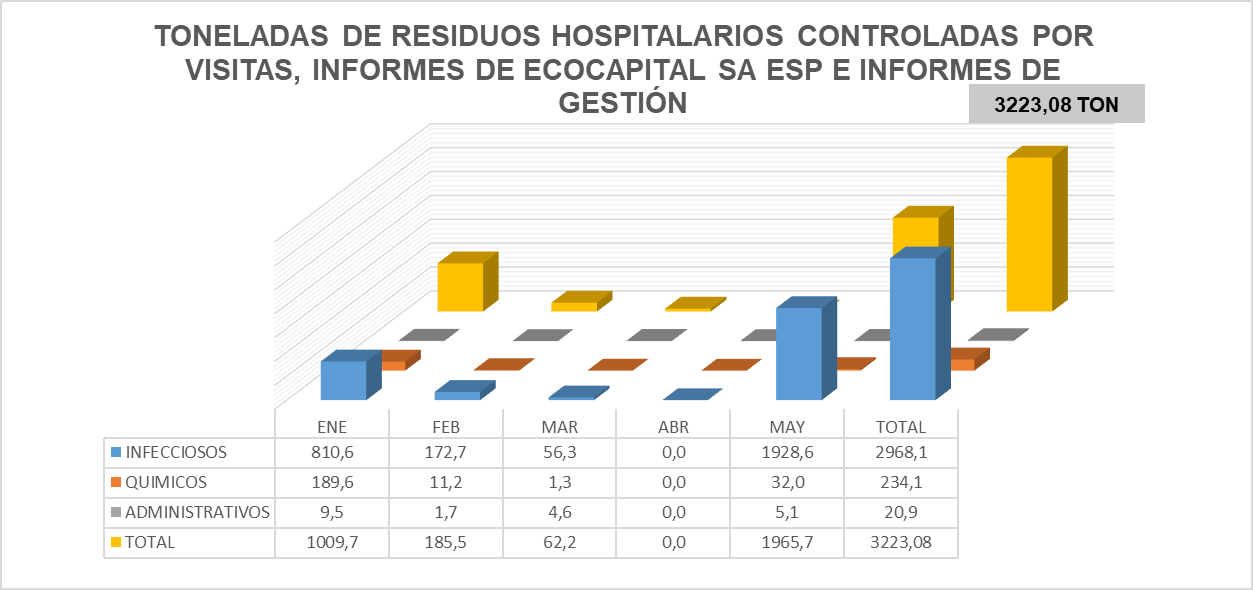 TONELADAS DE RESIDUOS HOSPITALARIOS CONTROLADAS POR
VISITAS, INFORMES DE ECOCAPITAL SA ESP E INFORMES DE
GESTIÓN
3223,08 TON
ENE FEB MAR ABR MAY TOTAL
INFECCIOSOS 810,6 172,7 56,3 0,0 1928,6 2968,1
QUIMICOS 189,6 11,2 1,3 0,0 32,0 234,1
ADMINISTRATIVOS 9,5 1,7 4,6 0,0 5,1 20,9
TOTAL 1009,7 185,5 62,2 0,0 1965,7 3223,08